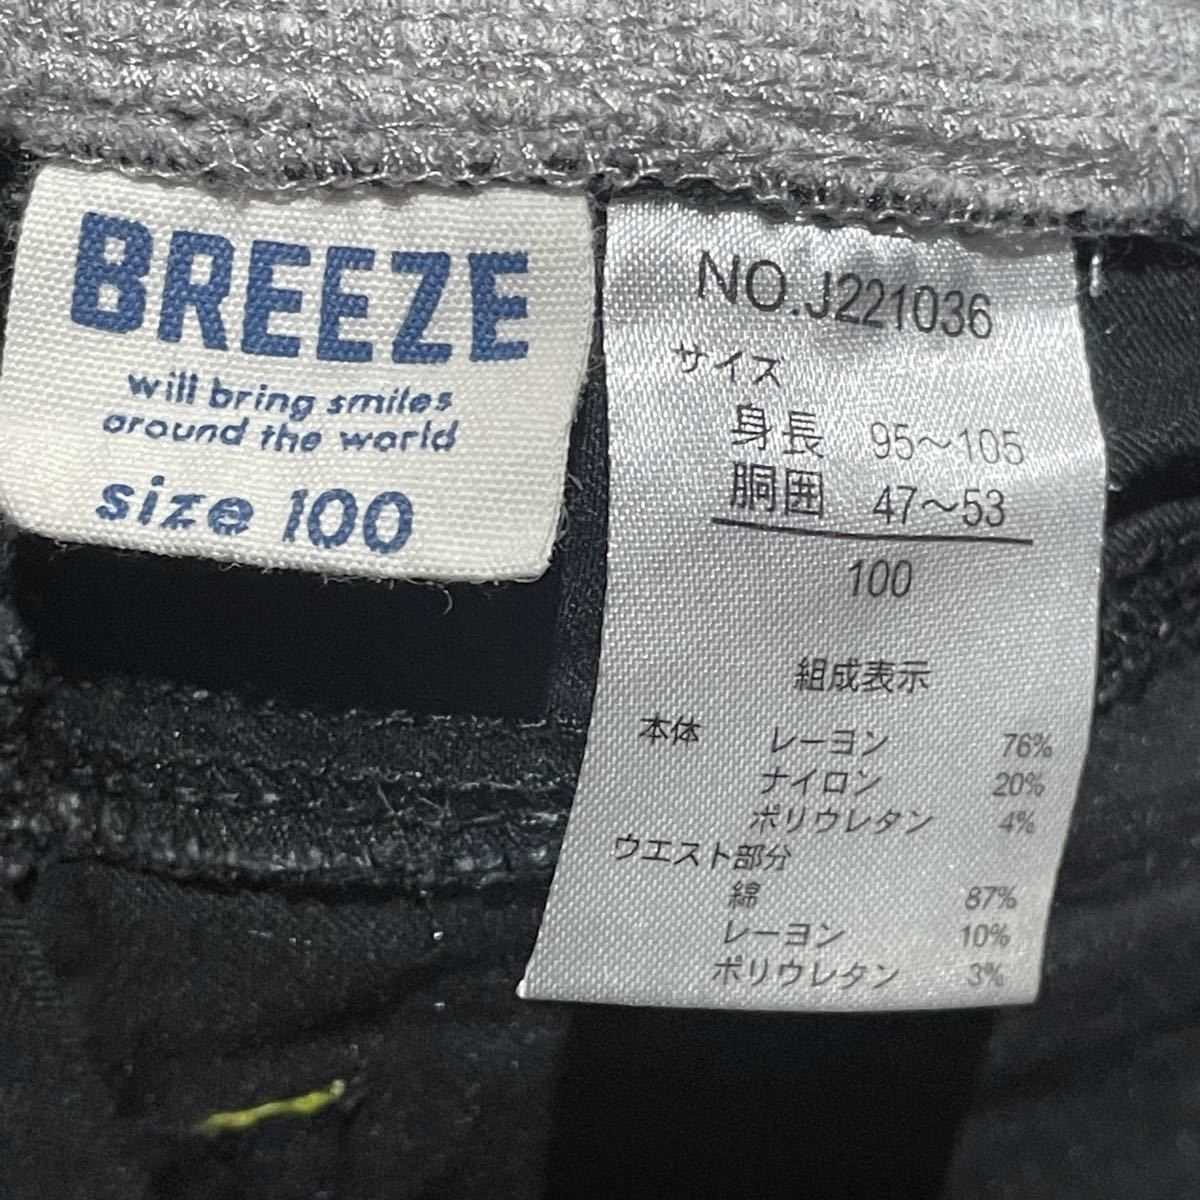 BREEZE
will bring smiles
around the world
size 100
NO.J221036
サイズ
身長 95～105
胴囲 47～53
100
組成表示
本体 レーヨン 76%
ナイロン 20%
ポリウレタン 4%
ウエスト部分
綿 87%
レーヨン 10%
ポリウレタン 3%